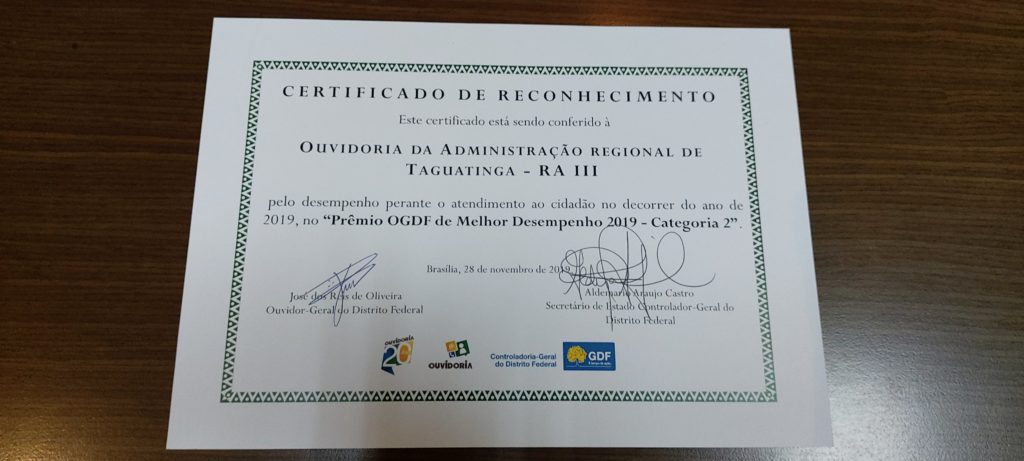 CERTIFICADO DE RECONHECIMENTO
Este certificado está sendo conferido à
OUVIDORIA DA ADMINISTRAÇÃO REGIONAL DE
TAGUATINGA - RA III
pelo desempenho perante o atendimento ao cidadão no decorrer do ano de
2019, no “Prêmio OGDF de Melhor Desempenho 2019 - Categoria 2”.
Brasília, 28 de novembro de 2019
José dos Reis de Oliveira
Ouvidor-Geral do Distrito Federal
Aldemario Araujo Castro
Secretário de Estado Controlador-Geral do
Distrito Federal
OUVIDORIA
20
OUVIDORIA
Controladoria-Geral
do Distrito Federal
GDF